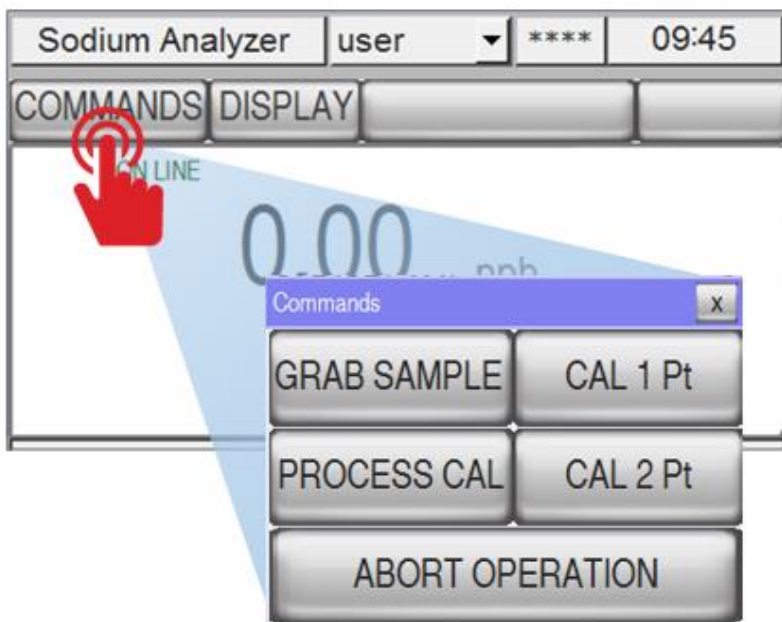 Sodium Analyzer user **** 09:45
COMMANDS DISPLAY
ON LINE
0.00 ppb
Commands x
GRAB SAMPLE CAL 1 Pt
PROCESS CAL CAL 2 Pt
ABORT OPERATION